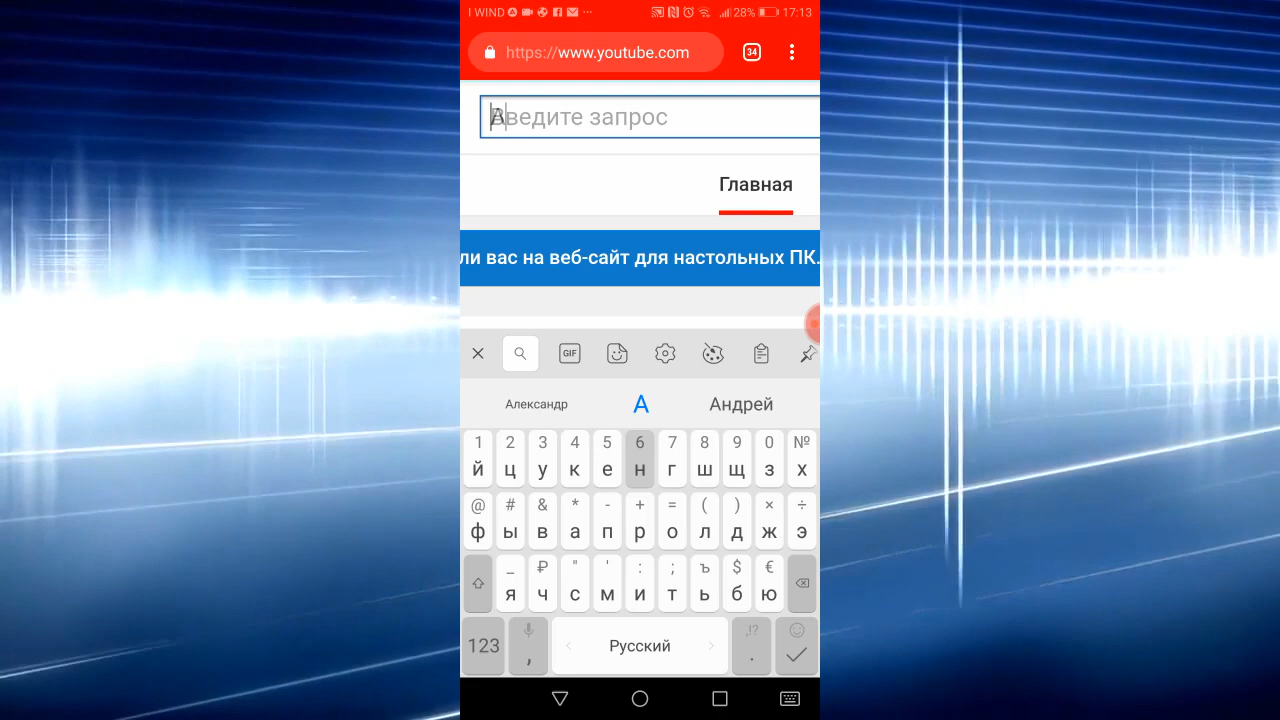 I WIND ... 28% 17:13
https://www.youtube.com 34
Введите запрос
А
Главная
ли вас на веб-сайт для настольных ПК.
GIF
Александр А Андрей
1 2 3 4 5 6 7 8 9 0 №
й ц у к е н г ш щ з х
@ # & * - + = ( ) × ÷
ф ы в а п р о л д ж э
_ ₽ " ' : ; ъ $ €
я ч с м и т ь б ю
123 , Русский ,!? .